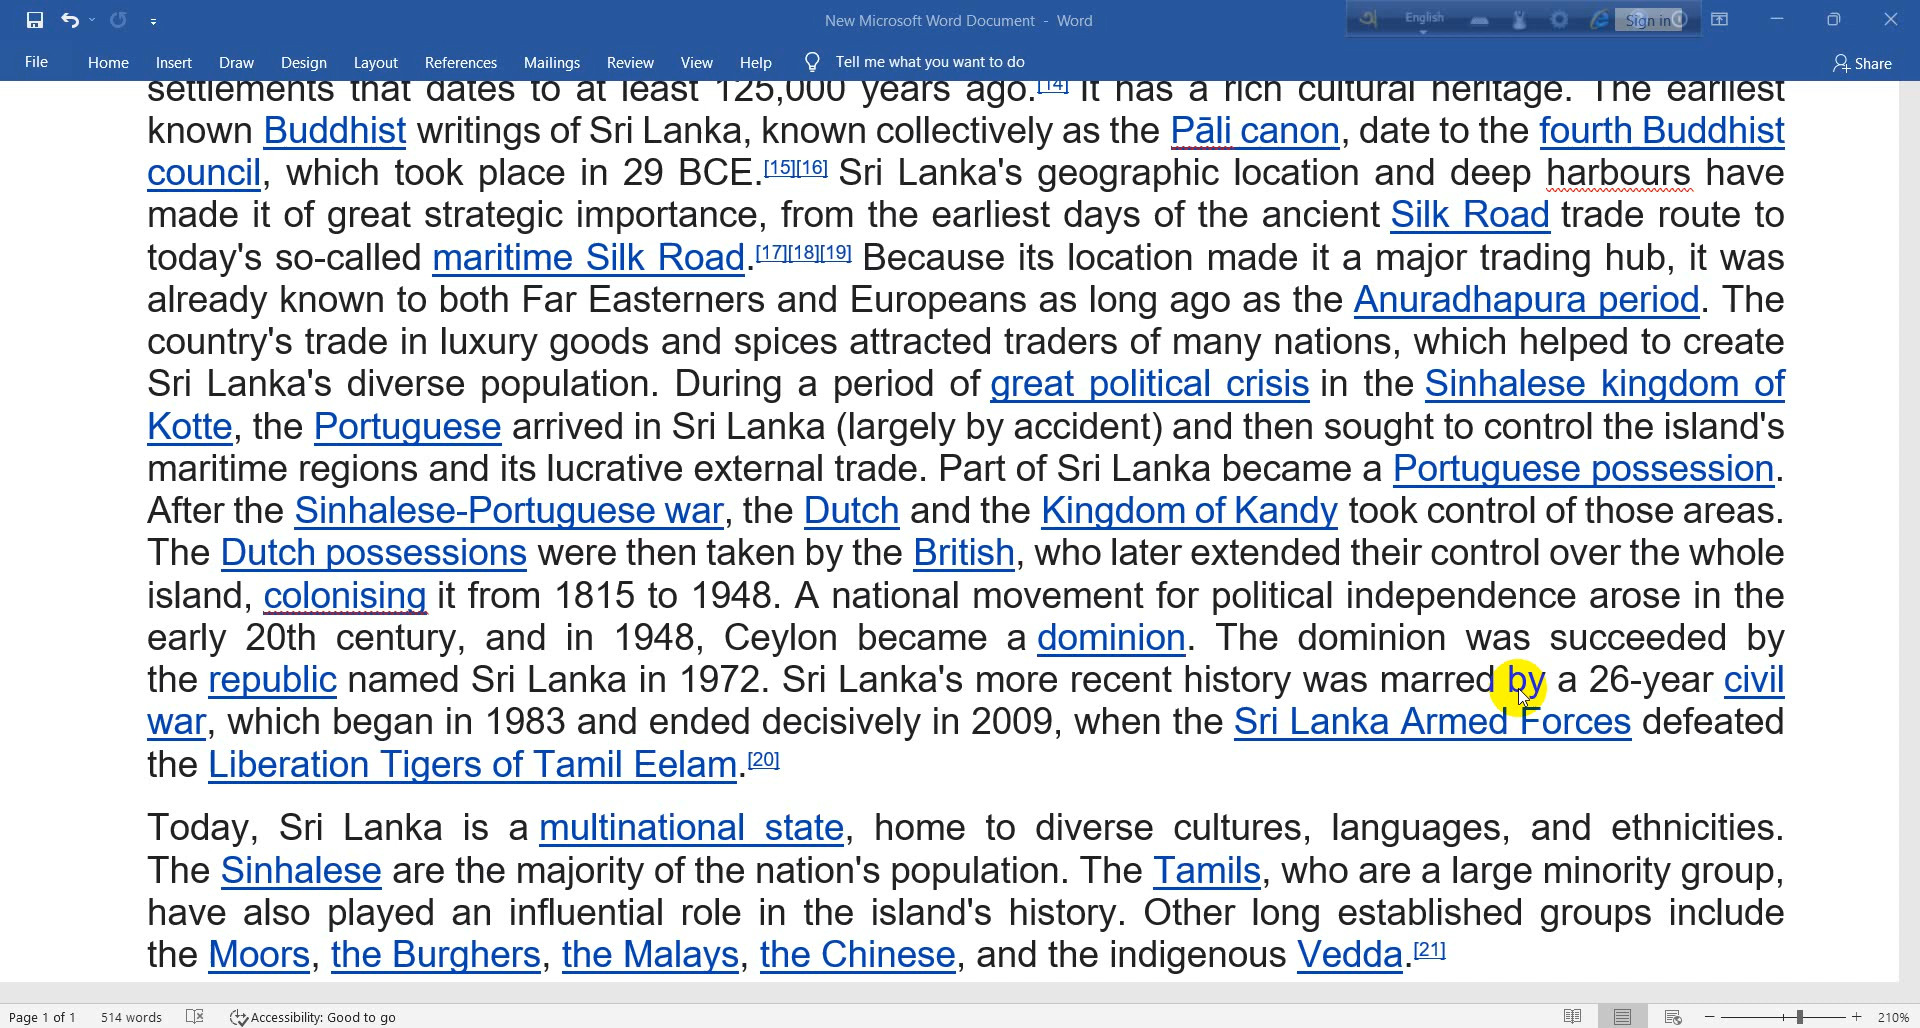 New Microsoft Word Document - Word
English
Sign in
File Home Insert Draw Design Layout References Mailings Review View Help Tell me what you want to do Share
settlements that dates to at least 125,000 years ago.[14] It has a rich cultural heritage. The earliest
known Buddhist writings of Sri Lanka, known collectively as the Pāli canon, date to the fourth Buddhist
council, which took place in 29 BCE.[15][16] Sri Lanka's geographic location and deep harbours have
made it of great strategic importance, from the earliest days of the ancient Silk Road trade route to
today's so-called maritime Silk Road.[17][18][19] Because its location made it a major trading hub, it was
already known to both Far Easterners and Europeans as long ago as the Anuradhapura period. The
country's trade in luxury goods and spices attracted traders of many nations, which helped to create
Sri Lanka's diverse population. During a period of great political crisis in the Sinhalese kingdom of
Kotte, the Portuguese arrived in Sri Lanka (largely by accident) and then sought to control the island's
maritime regions and its lucrative external trade. Part of Sri Lanka became a Portuguese possession.
After the Sinhalese-Portuguese war, the Dutch and the Kingdom of Kandy took control of those areas.
The Dutch possessions were then taken by the British, who later extended their control over the whole
island, colonising it from 1815 to 1948. A national movement for political independence arose in the
early 20th century, and in 1948, Ceylon became a dominion. The dominion was succeeded by
the republic named Sri Lanka in 1972. Sri Lanka's more recent history was marred by a 26-year civil
war, which began in 1983 and ended decisively in 2009, when the Sri Lanka Armed Forces defeated
the Liberation Tigers of Tamil Eelam.[20]
Today, Sri Lanka is a multinational state, home to diverse cultures, languages, and ethnicities.
The Sinhalese are the majority of the nation's population. The Tamils, who are a large minority group,
have also played an influential role in the island's history. Other long established groups include
the Moors, the Burghers, the Malays, the Chinese, and the indigenous Vedda.[21]
Page 1 of 1 514 words Accessibility: Good to go 210%